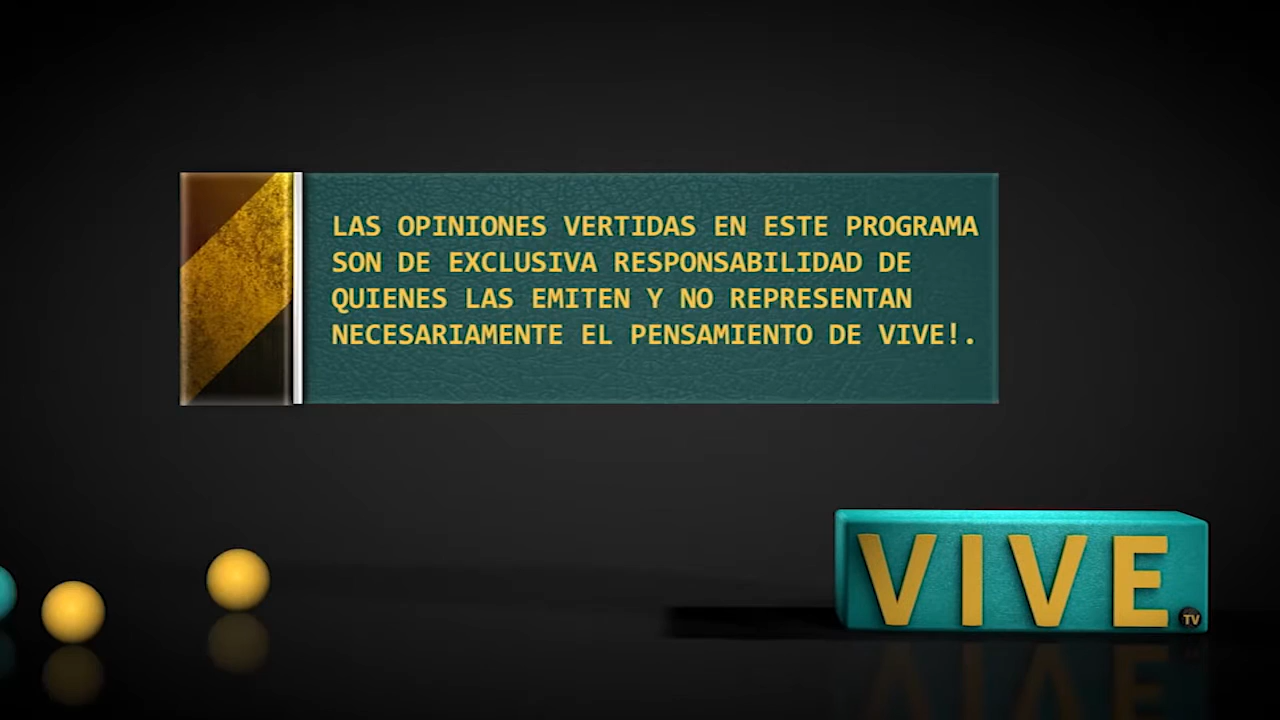 LAS OPINIONES VERTIDAS EN ESTE PROGRAMA
SON DE EXCLUSIVA RESPONSABILIDAD DE
QUIENES LAS EMITEN Y NO REPRESENTAN
NECESARIAMENTE EL PENSAMIENTO DE VIVE!.
VIVE
TV